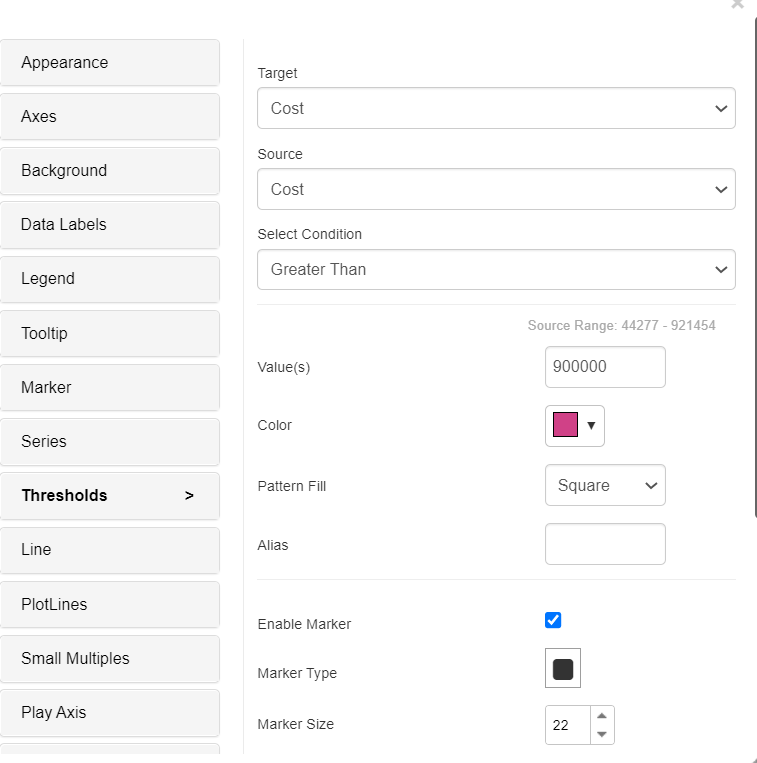 Appearance
Axes
Background
Data Labels
Legend
Tooltip
Marker
Series
Thresholds >
Line
PlotLines
Small Multiples
Play Axis
Target
Cost
Source
Cost
Select Condition
Greater Than
Source Range: 44277 - 921454
Value(s) 900000
Color
Pattern Fill Square
Alias
Enable Marker
Marker Type
Marker Size 22